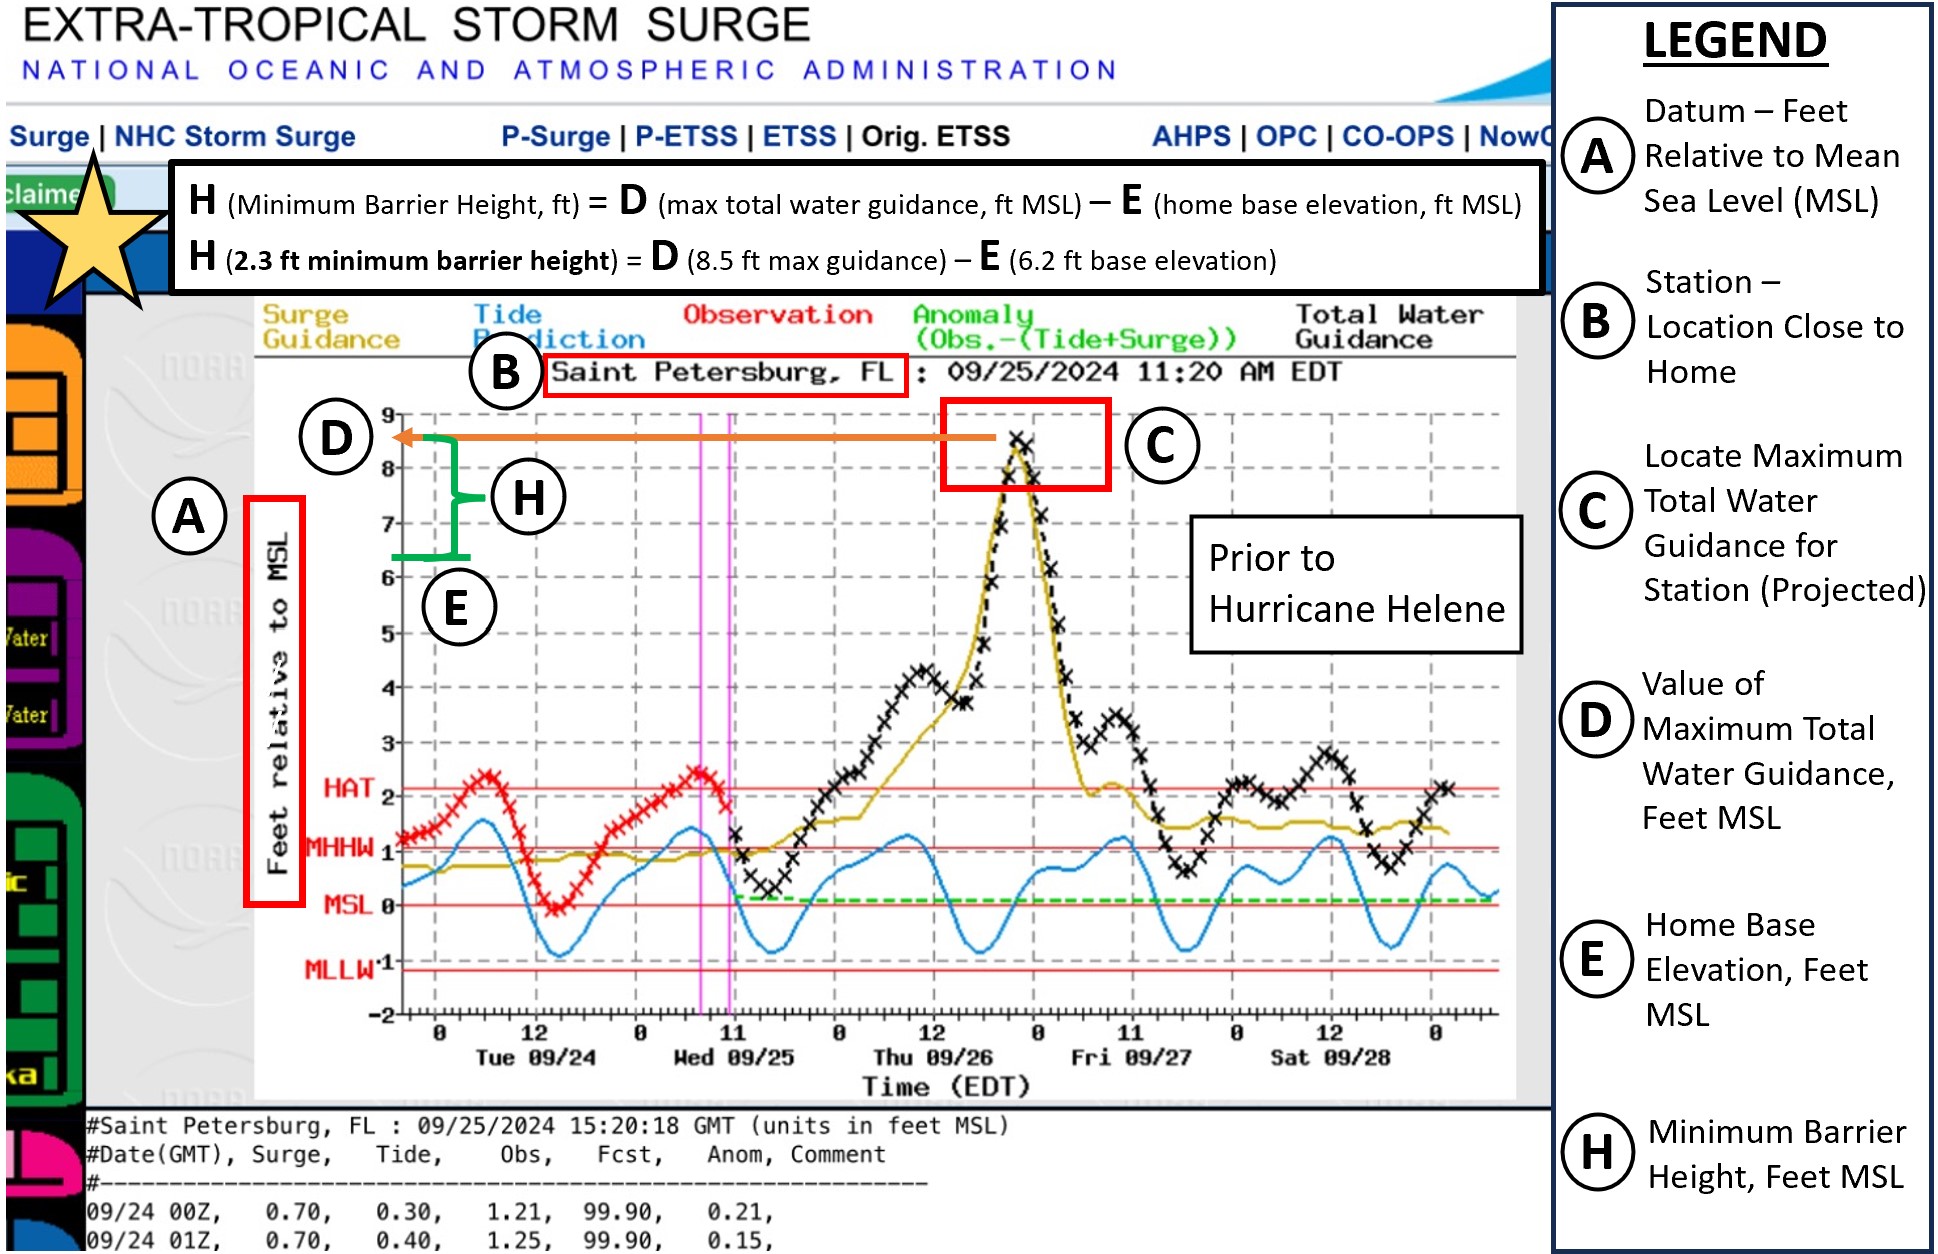 EXTRA-TROPICAL STORM SURGE
NATIONAL OCEANIC AND ATMOSPHERIC ADMINISTRATION
Surge | NHC Storm Surge P-Surge | P-ETSS | ETSS | Orig. ETSS AHPS | OPC | CO-OPS | NowC
claime
H (Minimum Barrier Height, ft) = D (max total water guidance, ft MSL) – E (home base elevation, ft MSL)
H (2.3 ft minimum barrier height) = D (8.5 ft max guidance) – E (6.2 ft base elevation)
Surge Guidance
Tide Prediction
Observation
Anomaly
(Obs.-(Tide+Surge))
Total Water Guidance
B
Saint Petersburg, FL : 09/25/2024 11:20 AM EDT
D
C
H
A
E
Feet relative to MSL
9
8
7
6
5
4
3
2
1
0
-1
-2
HAT
MHHW
MSL
MLLW
Prior to
Hurricane Helene
0 12 0 11 0 12 0 11 0 12 0
Tue 09/24 Wed 09/25 Thu 09/26 Fri 09/27 Sat 09/28
Time (EDT)
Water
Water
ic
ka
#Saint Petersburg, FL : 09/25/2024 15:20:18 GMT (units in feet MSL)
#Date(GMT), Surge, Tide, Obs, Fcst, Anom, Comment
#---------------------------------------------------------------
09/24 00Z, 0.70, 0.30, 1.21, 99.90, 0.21,
09/24 01Z, 0.70, 0.40, 1.25, 99.90, 0.15,
LEGEND
A
Datum – Feet
Relative to Mean
Sea Level (MSL)
B
Station –
Location Close to
Home
C
Locate Maximum
Total Water
Guidance for
Station (Projected)
D
Value of
Maximum Total
Water Guidance,
Feet MSL
E
Home Base
Elevation, Feet
MSL
H
Minimum Barrier
Height, Feet MSL